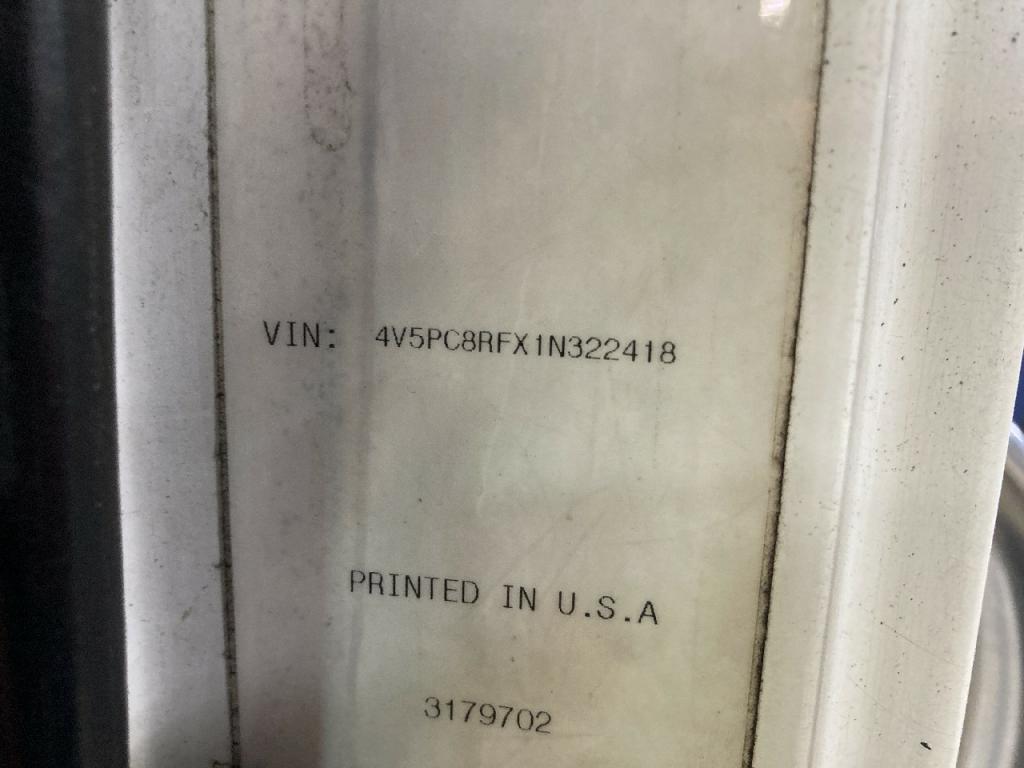 VIN: 4V5PC8RFX1N322418
PRINTED IN U.S.A
3179702